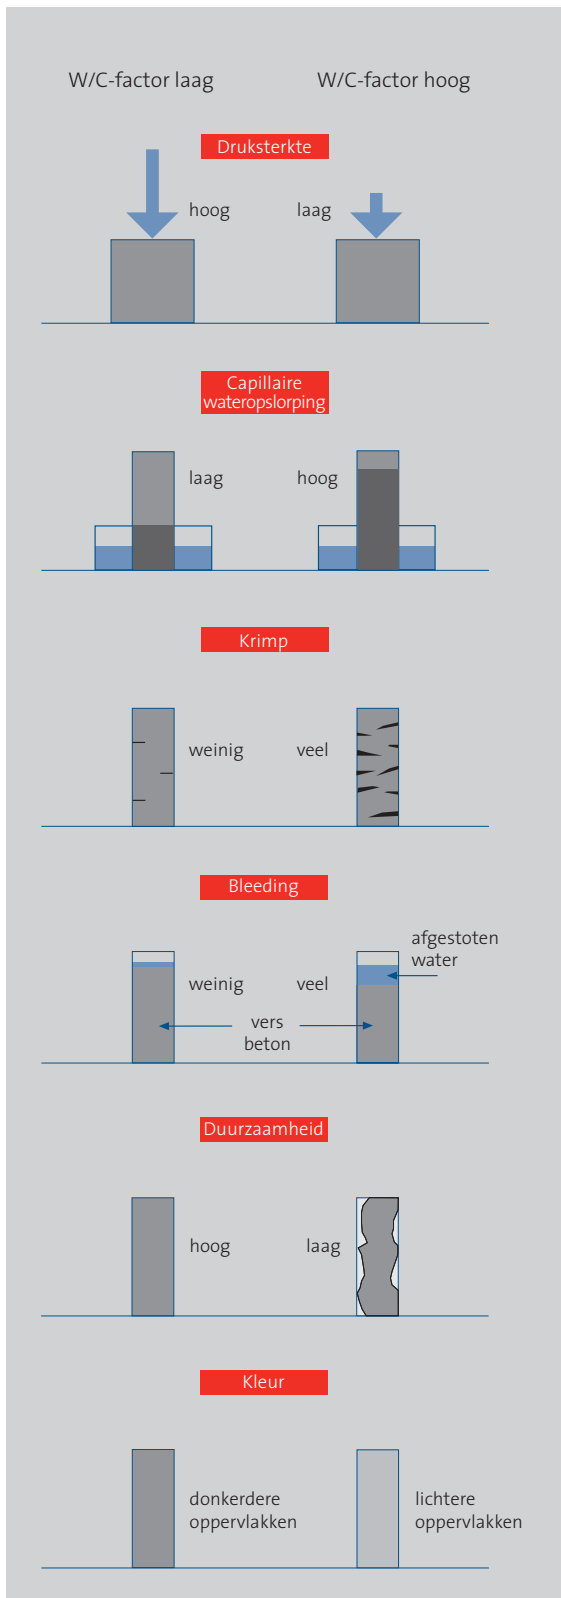 W/C-factor laag W/C-factor hoog
Druksterkte
hoog laag
Capillaire
wateropslorping
laag hoog
Krimp
weinig veel
Bleeding
afgestoten
water
weinig veel
vers
beton
Duurzaamheid
hoog laag
Kleur
donkerdere lichtere
oppervlakken oppervlakken